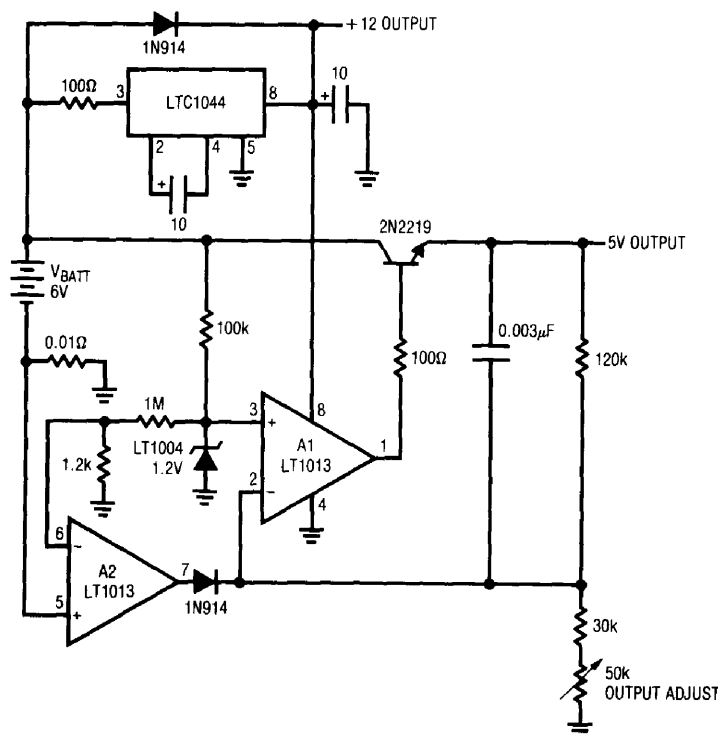 +12 OUTPUT
1N914
100Ω
3
LTC1044
8
+
10
2
4
5
+
10
2N2219
5V OUTPUT
VBATT
6V
100k
0.003µF
0.01Ω
100Ω
120k
1M
3
+
8
A1
LT1013
1
LT1004
1.2V
1.2k
2
−
4
6
−
A2
LT1013
7
5
+
1N914
30k
50k
OUTPUT ADJUST